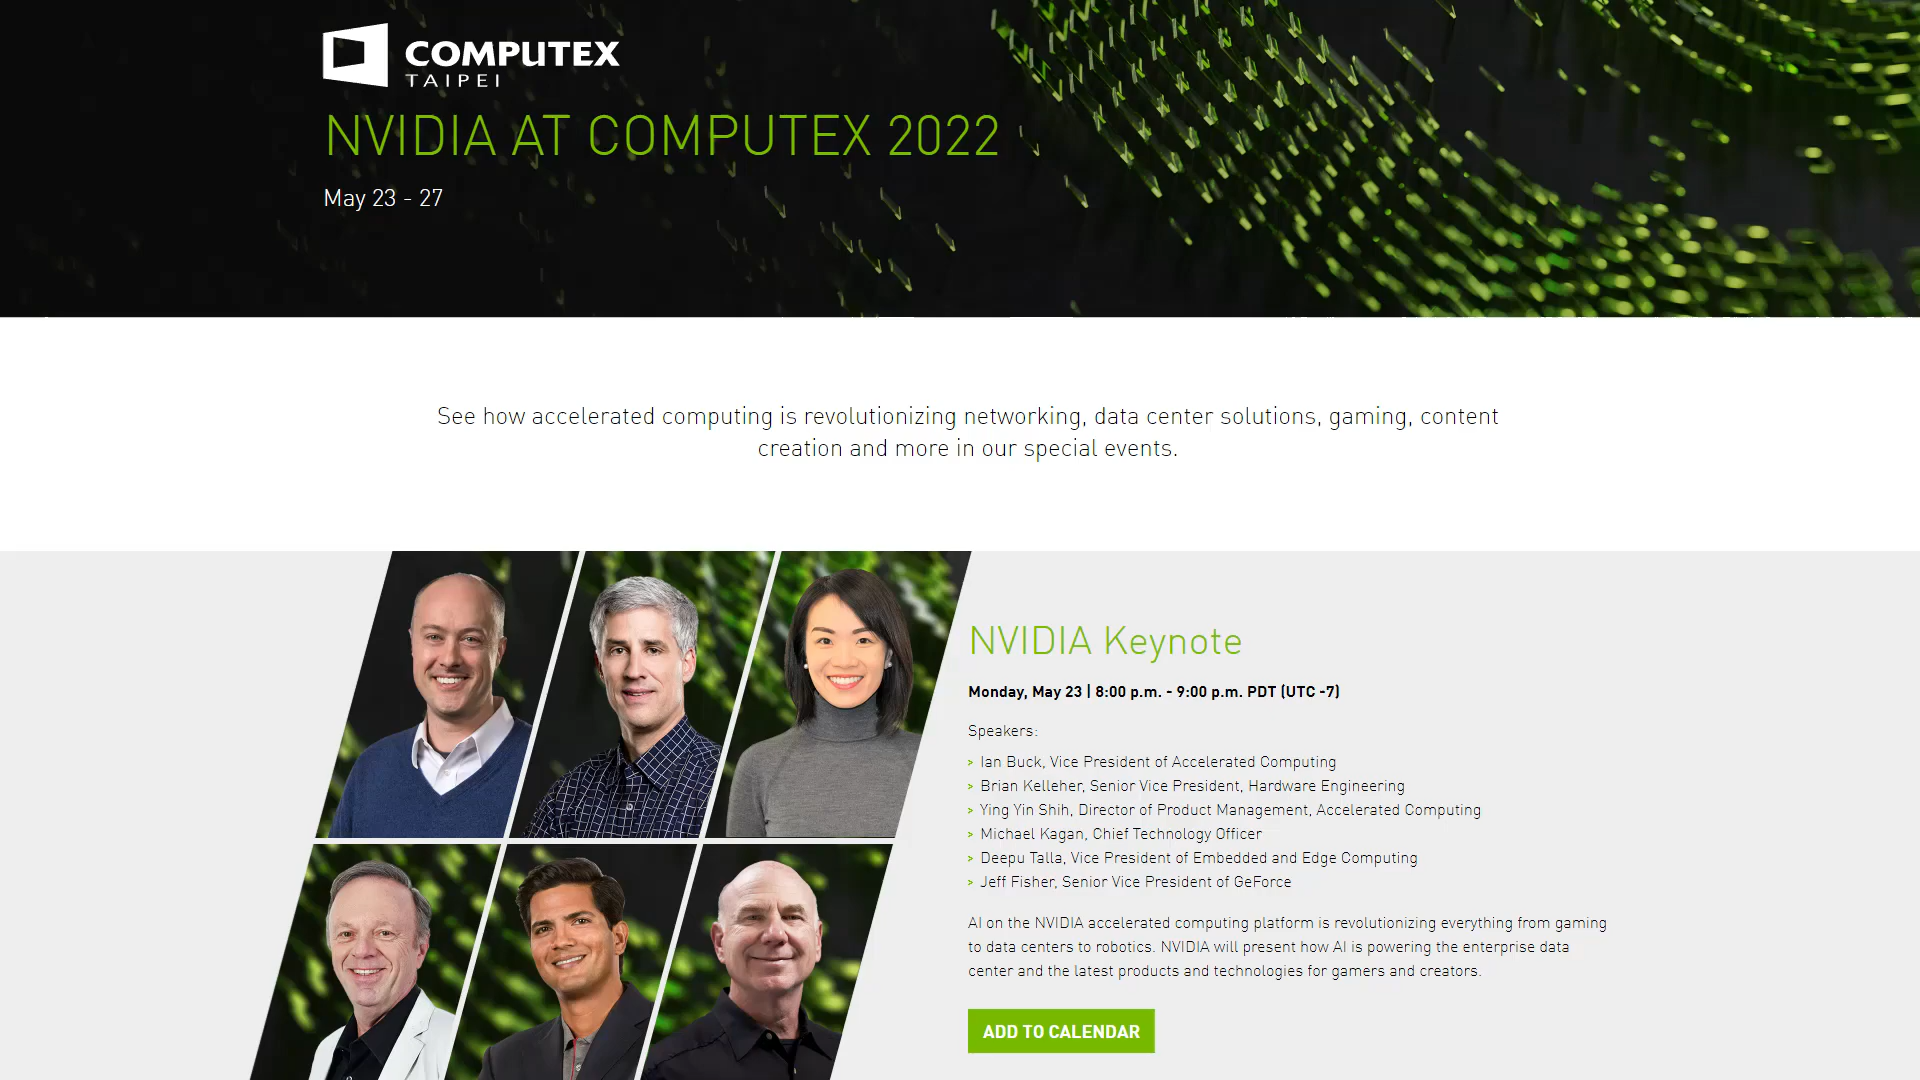 COMPUTEX
TAIPEI
NVIDIA AT COMPUTEX 2022
May 23 - 27
See how accelerated computing is revolutionizing networking, data center solutions, gaming, content
creation and more in our special events.
NVIDIA Keynote
Monday, May 23 | 8:00 p.m. - 9:00 p.m. PDT (UTC -7)
Speakers:
> Ian Buck, Vice President of Accelerated Computing
> Brian Kelleher, Senior Vice President, Hardware Engineering
> Ying Yin Shih, Director of Product Management, Accelerated Computing
> Michael Kagan, Chief Technology Officer
> Deepu Talla, Vice President of Embedded and Edge Computing
> Jeff Fisher, Senior Vice President of GeForce
AI on the NVIDIA accelerated computing platform is revolutionizing everything from gaming
to data centers to robotics. NVIDIA will present how AI is powering the enterprise data
center and the latest products and technologies for gamers and creators.
ADD TO CALENDAR